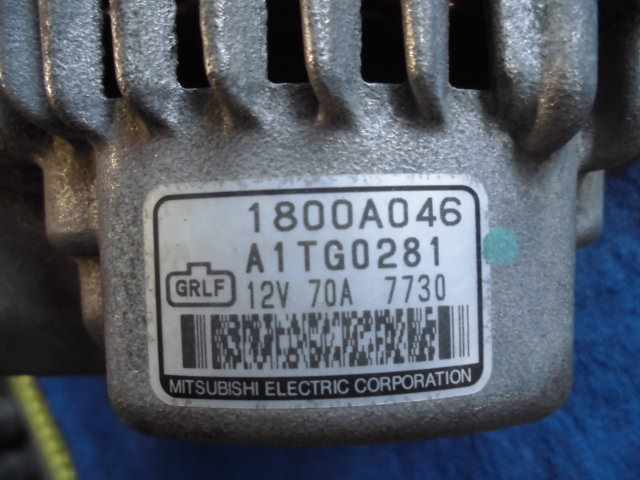 1800A046
A1TG0281
GRLF
12V 70A 7730
MITSUBISHI ELECTRIC CORPORATION